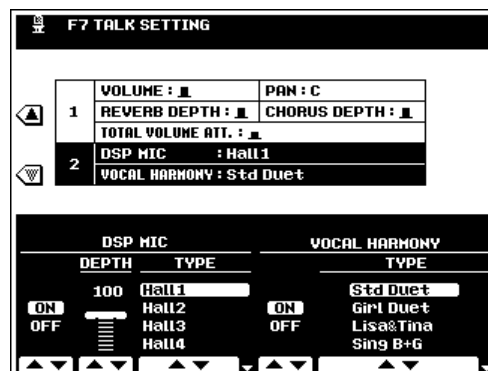 F7 TALK SETTING
1
VOLUME :
PAN : C
REVERB DEPTH :
CHORUS DEPTH :
TOTAL VOLUME ATT. :
2
DSP MIC : Hall1
VOCAL HARMONY : Std Duet
DSP MIC
VOCAL HARMONY
DEPTH
TYPE
TYPE
100
Hall1
Std Duet
ON
Hall2
ON
Girl Duet
OFF
Hall3
OFF
Lisa&Tina
Hall4
Sing B+G